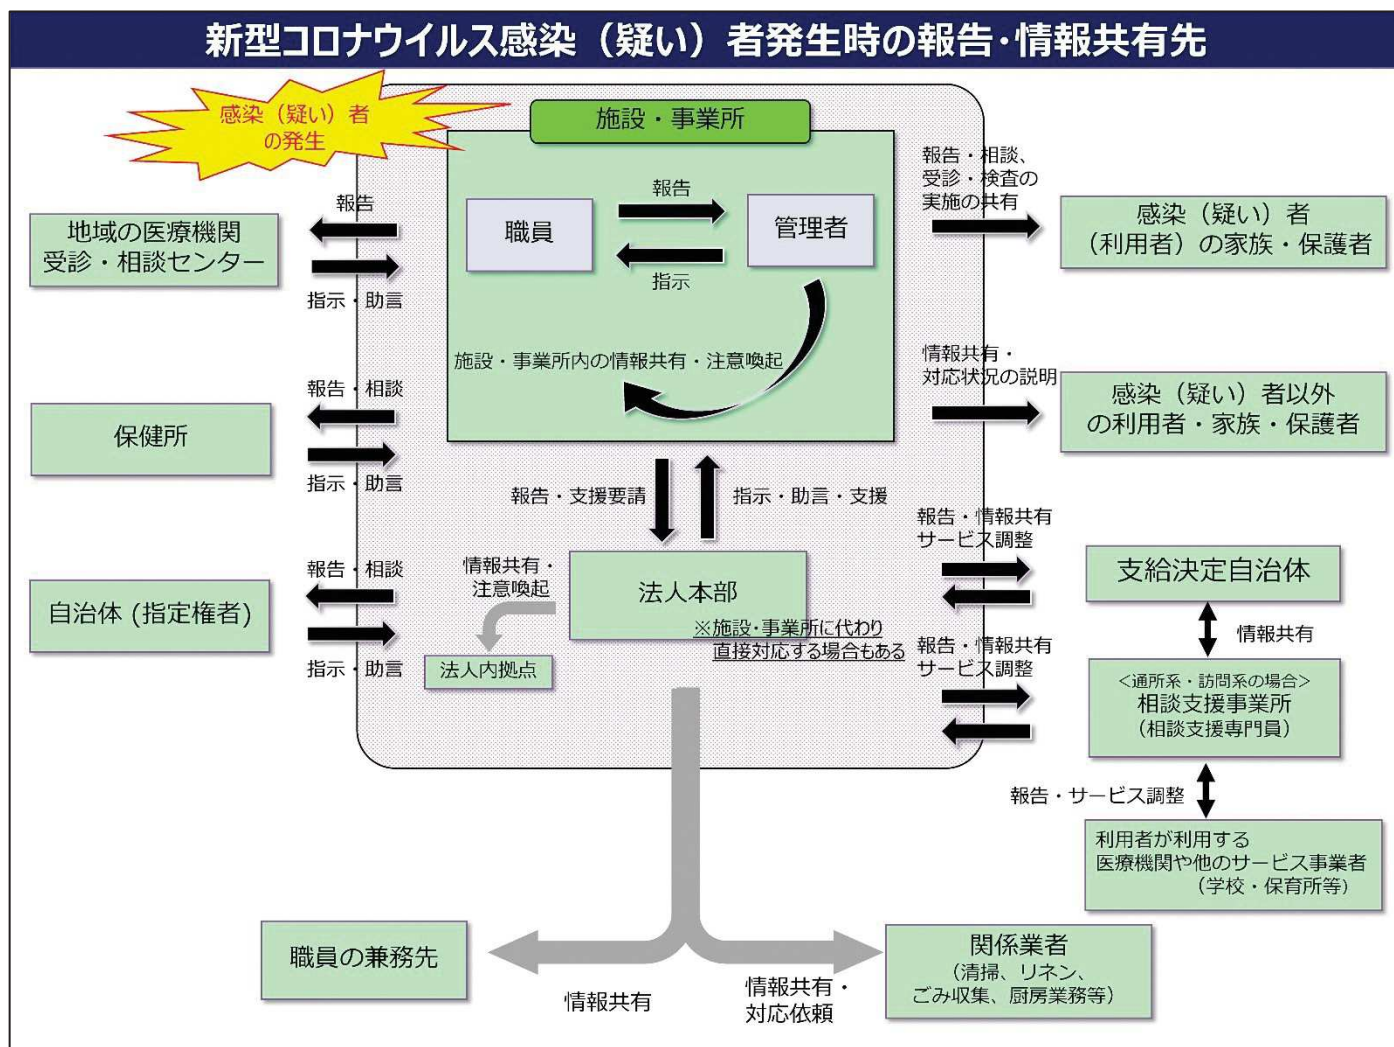 新型コロナウイルス感染（疑い）者発生時の報告・情報共有先
感染（疑い）者
の発生
施設・事業所
職員
報告
管理者
指示
施設・事業所内の情報共有・注意喚起
報告
地域の医療機関
受診・相談センター
指示・助言
報告・相談
保健所
指示・助言
報告・相談
自治体 (指定権者)
指示・助言
報告・支援要請
指示・助言・支援
法人本部
※施設・事業所に代わり
直接対応する場合もある
情報共有・
注意喚起
法人内拠点
報告・相談、
受診・検査の
実施の共有
感染（疑い）者
（利用者）の家族・保護者
情報共有・
対応状況の説明
感染（疑い）者以外
の利用者・家族・保護者
報告・情報共有
サービス調整
支給決定自治体
情報共有
報告・情報共有
サービス調整
＜通所系・訪問系の場合＞
相談支援事業所
（相談支援専門員）
報告・サービス調整
利用者が利用する
医療機関や他のサービス事業者
（学校・保育所等）
職員の兼務先
情報共有
情報共有・
対応依頼
関係業者
（清掃、リネン、
ごみ収集、厨房業務等）